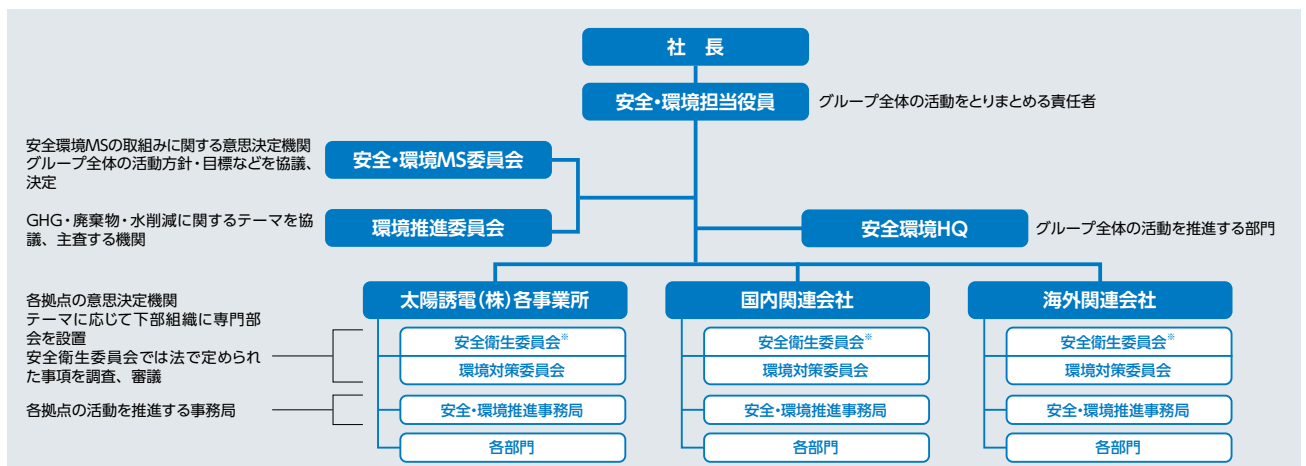 社　長
安全・環境担当役員
グループ全体の活動をとりまとめる責任者
安全環境MSの取組みに関する意思決定機関
グループ全体の活動方針・目標などを協議、
決定
安全・環境MS委員会
GHG・廃棄物・水削減に関するテーマを協
議、主査する機関
環境推進委員会
安全環境HQ
グループ全体の活動を推進する部門
各拠点の意思決定機関
テーマに応じて下部組織に専門部
会を設置
安全衛生委員会では法で定められ
た事項を調査、審議
各拠点の活動を推進する事務局
太陽誘電(株)各事業所
安全衛生委員会※
環境対策委員会
安全・環境推進事務局
各部門
国内関連会社
安全衛生委員会※
環境対策委員会
安全・環境推進事務局
各部門
海外関連会社
安全衛生委員会※
環境対策委員会
安全・環境推進事務局
各部門